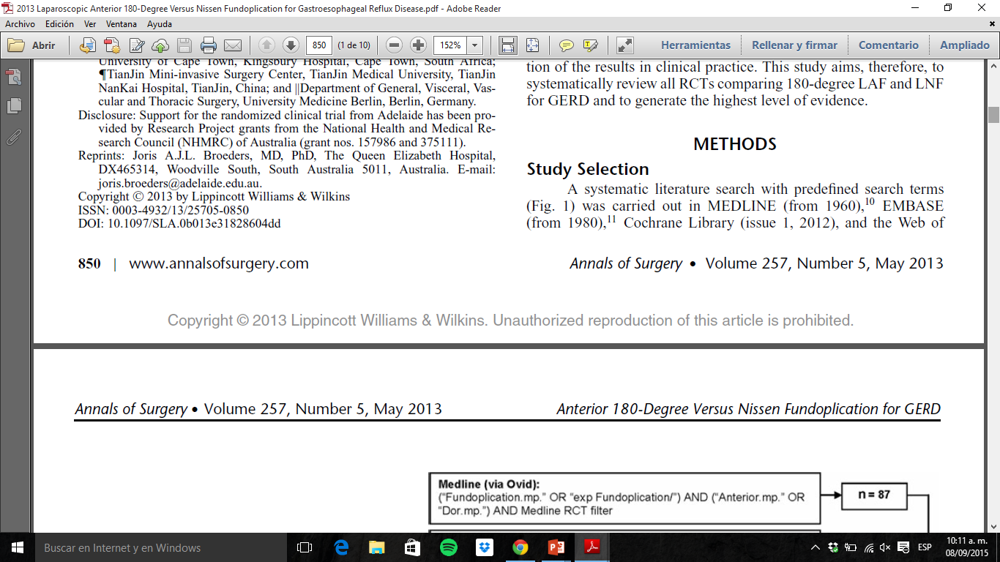 2013 Laparoscopic Anterior 180-Degree Versus Nissen Fundoplication for Gastroesophageal Reflux Disease.pdf - Adobe Reader
Archivo Edición Ver Ventana Ayuda
Abrir 850 (1 de 10) 152% Herramientas Rellenar y firmar Comentario Ampliado
University of Cape Town, Kingsbury Hospital, Cape Town, South Africa;
¶TianJin Mini-invasive Surgery Center, TianJin Medical University, TianJin
NanKai Hospital, TianJin, China; and ||Department of General, Visceral, Vas-
cular and Thoracic Surgery, University Medicine Berlin, Berlin, Germany.
Disclosure: Support for the randomized clinical trial from Adelaide has been pro-
vided by Research Project grants from the National Health and Medical Re-
search Council (NHMRC) of Australia (grant nos. 157986 and 375111).
Reprints: Joris A.J.L. Broeders, MD, PhD, The Queen Elizabeth Hospital,
DX465314, Woodville South, South Australia 5011, Australia. E-mail:
joris.broeders@adelaide.edu.au.
Copyright © 2013 by Lippincott Williams & Wilkins
ISSN: 0003-4932/13/25705-0850
DOI: 10.1097/SLA.0b013e31828604dd
tion of the results in clinical practice. This study aims, therefore, to
systematically review all RCTs comparing 180-degree LAF and LNF
for GERD and to generate the highest level of evidence.
METHODS
Study Selection
A systematic literature search with predefined search terms
(Fig. 1) was carried out in MEDLINE (from 1960),10 EMBASE
(from 1980),11 Cochrane Library (issue 1, 2012), and the Web of
850 | www.annalsofsurgery.com
Annals of Surgery • Volume 257, Number 5, May 2013
Copyright © 2013 Lippincott Williams & Wilkins. Unauthorized reproduction of this article is prohibited.
Annals of Surgery • Volume 257, Number 5, May 2013
Anterior 180-Degree Versus Nissen Fundoplication for GERD
Medline (via Ovid):
("Fundoplication.mp." OR "exp Fundoplication/") AND ("Anterior.mp." OR
"Dor.mp.") AND Medline RCT filter
n = 87
Buscar en Internet y en Windows
ESP
10:11 a. m.
08/09/2015